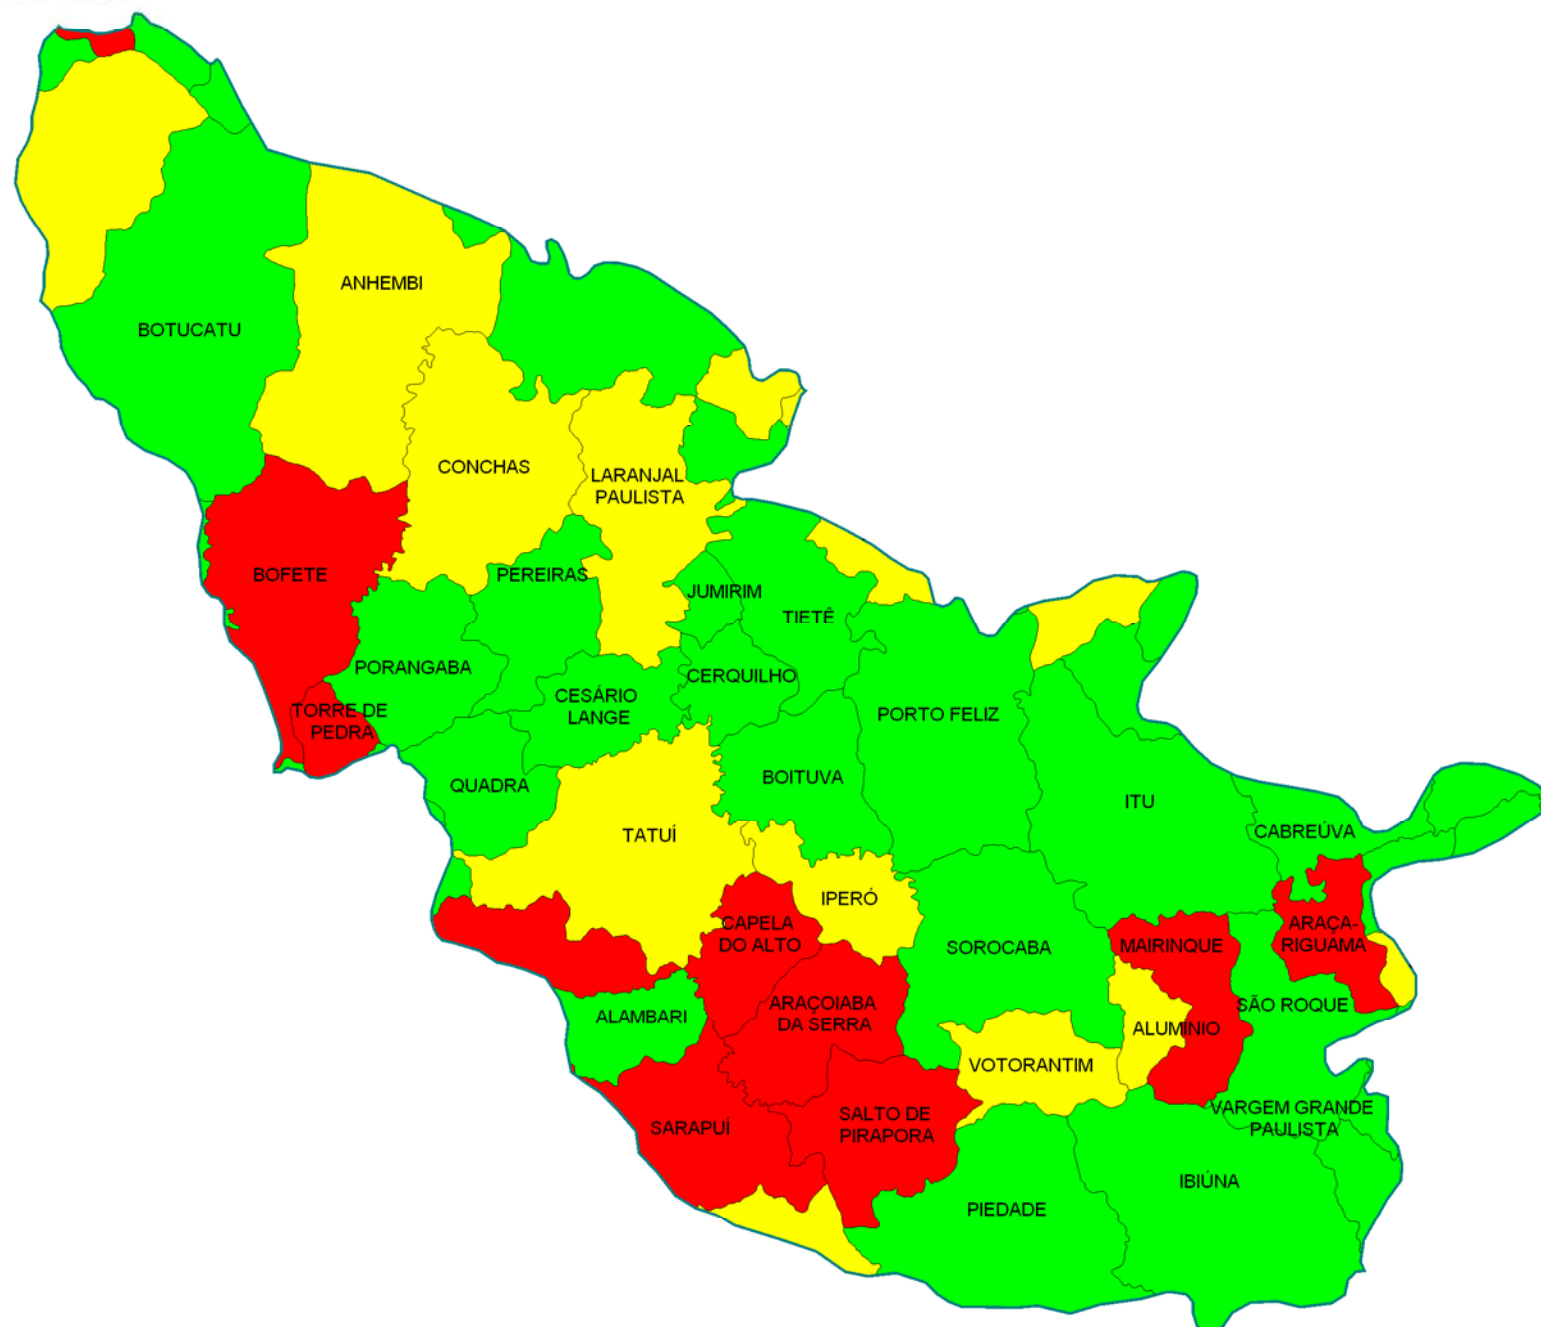 ANHEMBI
BOTUCATU
CONCHAS
LARANJAL
PAULISTA
BOFETE
PEREIRAS
JUMIRIM
TIETÊ
PORANGABA
CERQUILHO
CESÁRIO
LANGE
TORRE DE
PEDRA
PORTO FELIZ
QUADRA
BOITUVA
ITU
TATUÍ
CABREÚVA
IPERÓ
CAPELA
DO ALTO
SOROCABA
MAIRINQUE
ARAÇA-
RIGUAMA
ALAMBARI
ARAÇOIABA
DA SERRA
SÃO ROQUE
ALUMÍNIO
VOTORANTIM
SARAPUÍ
SALTO DE
PIRAPORA
VARGEM GRANDE
PAULISTA
IBIÚNA
PIEDADE